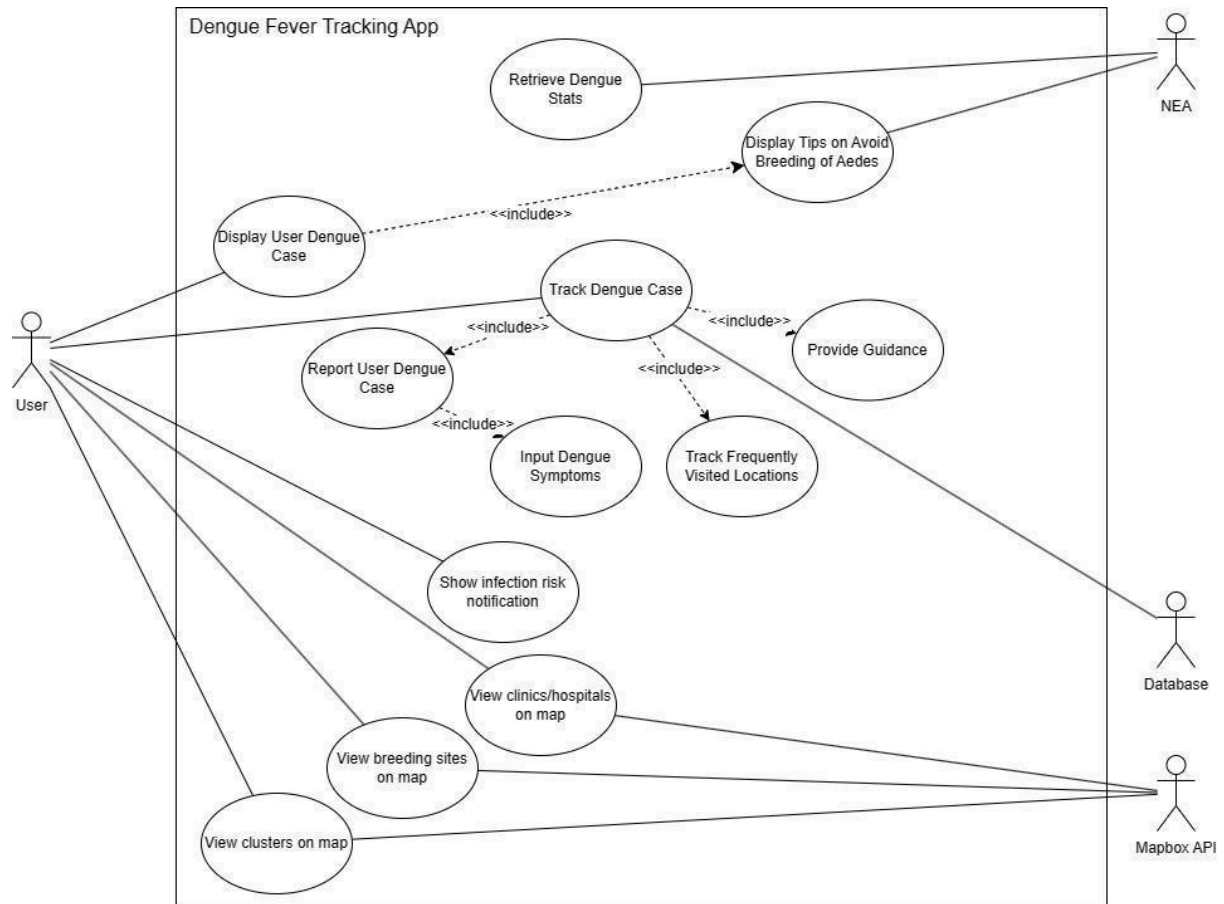 Dengue Fever Tracking App
Retrieve Dengue
Stats
NEA
Display Tips on Avoid
Breeding of Aedes
<<include>>
Display User Dengue
Case
Track Dengue Case
<<include>>
<<include>>
Provide Guidance
Report User Dengue
Case
<<include>>
User
<<include>>
Input Dengue
Symptoms
Track Frequently
Visited Locations
Show infection risk
notification
Database
View clinics/hospitals
on map
View breeding sites
on map
View clusters on map
Mapbox API